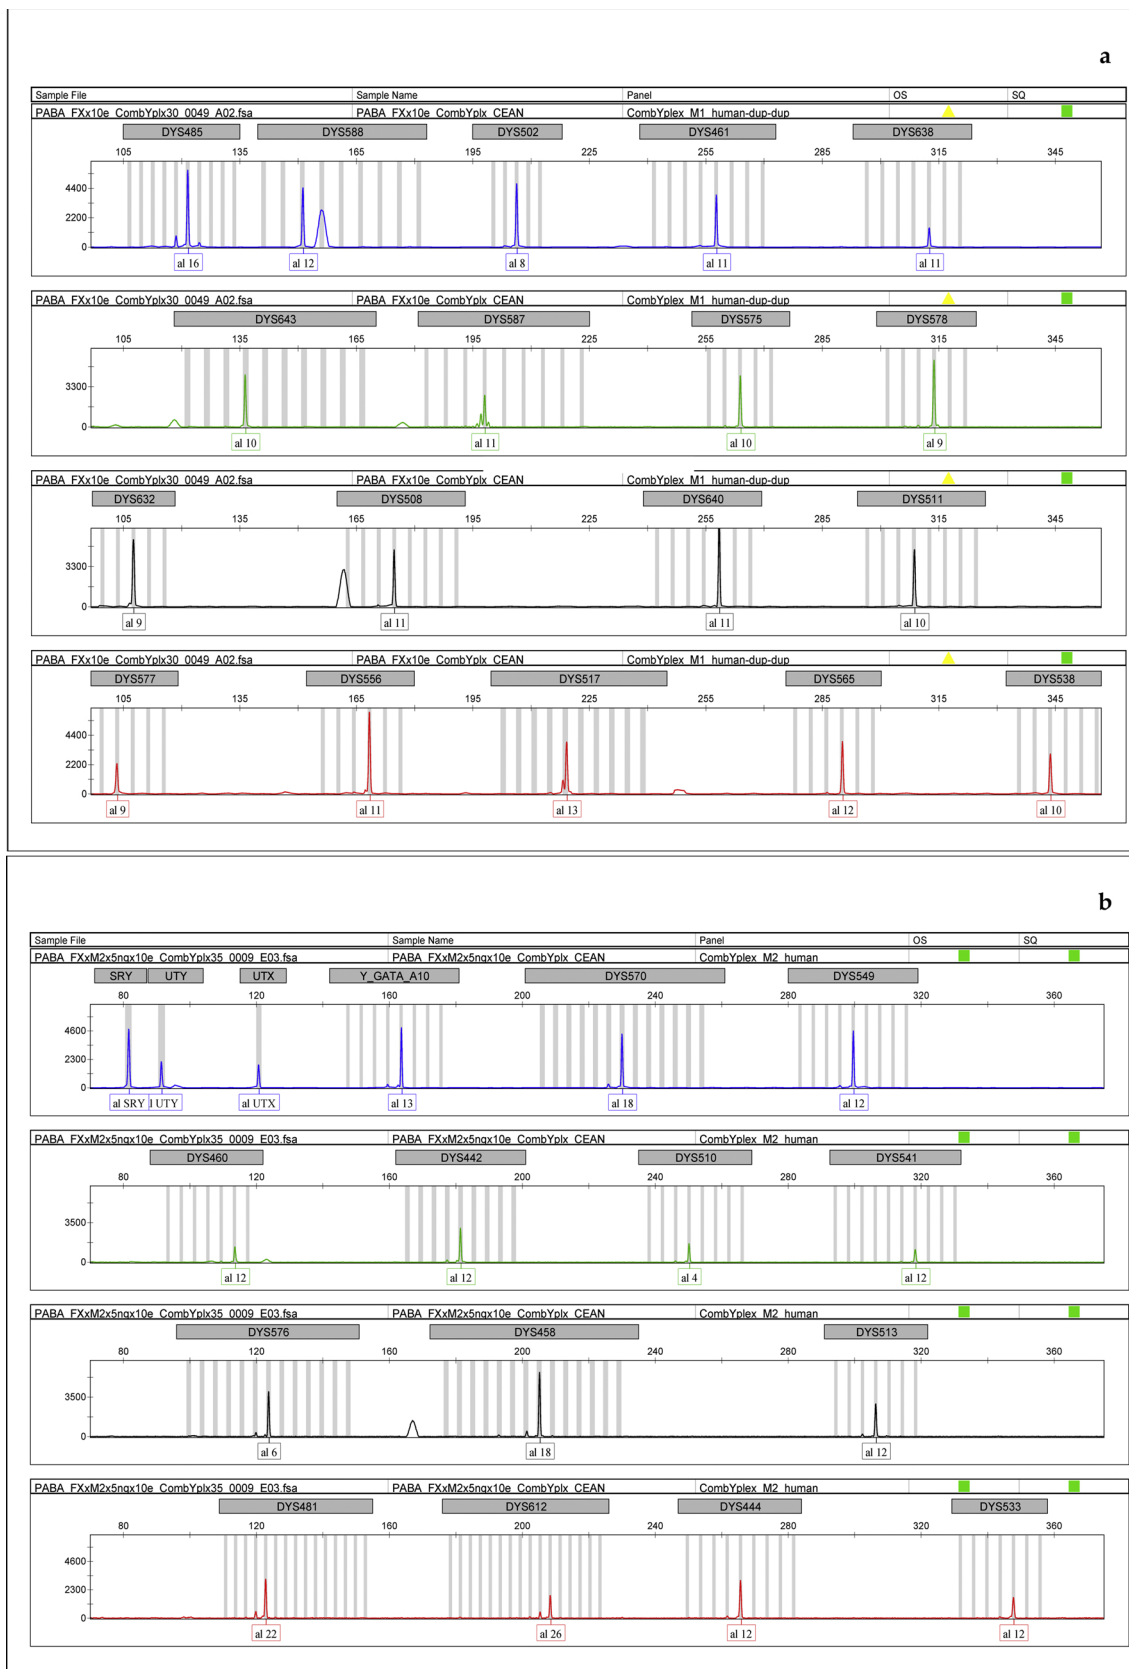 a
Sample File Sample Name Panel OS SQ
PABA_FXx10e_CombYplx30_0049_A02.fsa PABA_FXx10e_CombYplx_CEAN CombYplex_M1_human-dup-dup
DYS485 DYS588 DYS502 DYS461 DYS638
105 135 165 195 225 255 285 315 345
4400
2200
0
al 16 al 12 al 8 al 11 al 11
PABA_FXx10e_CombYplx30_0049_A02.fsa PABA_FXx10e_CombYplx_CEAN CombYplex_M1_human-dup-dup
DYS643 DYS587 DYS575 DYS578
105 135 165 195 225 255 285 315 345
3300
0
al 10 al 11 al 10 al 9
PABA_FXx10e_CombYplx30_0049_A02.fsa PABA_FXx10e_CombYplx_CEAN CombYplex_M1_human-dup-dup
DYS632 DYS508 DYS640 DYS511
105 135 165 195 225 255 285 315 345
3300
0
al 9 al 11 al 11 al 10
PABA_FXx10e_CombYplx30_0049_A02.fsa PABA_FXx10e_CombYplx_CEAN CombYplex_M1_human-dup-dup
DYS577 DYS556 DYS517 DYS565 DYS538
105 135 165 195 225 255 285 315 345
4400
2200
0
al 9 al 11 al 13 al 12 al 10
b
Sample File Sample Name Panel OS SQ
PABA_FXxM2x5ngx10e_CombYplx35_0009_E03.fsa PABA_FXxM2x5ngx10e_CombYplx_CEAN CombYplex_M2_human
SRY UTY UTX Y_GATA_A10 DYS570 DYS549
80 120 160 200 240 280 320 360
4600
2300
0
al SRY l UTY al UTX al 13 al 18 al 12
PABA_FXxM2x5ngx10e_CombYplx35_0009_E03.fsa PABA_FXxM2x5ngx10e_CombYplx_CEAN CombYplex_M2_human
DYS460 DYS442 DYS510 DYS541
80 120 160 200 240 280 320 360
3500
0
al 12 al 12 al 4 al 12
PABA_FXxM2x5ngx10e_CombYplx35_0009_E03.fsa PABA_FXxM2x5ngx10e_CombYplx_CEAN CombYplex_M2_human
DYS576 DYS458 DYS513
80 120 160 200 240 280 320 360
3500
0
al 6 al 18 al 12
PABA_FXxM2x5ngx10e_CombYplx35_0009_E03.fsa PABA_FXxM2x5ngx10e_CombYplx_CEAN CombYplex_M2_human
DYS481 DYS612 DYS444 DYS533
80 120 160 200 240 280 320 360
4600
2300
0
al 22 al 26 al 12 al 12